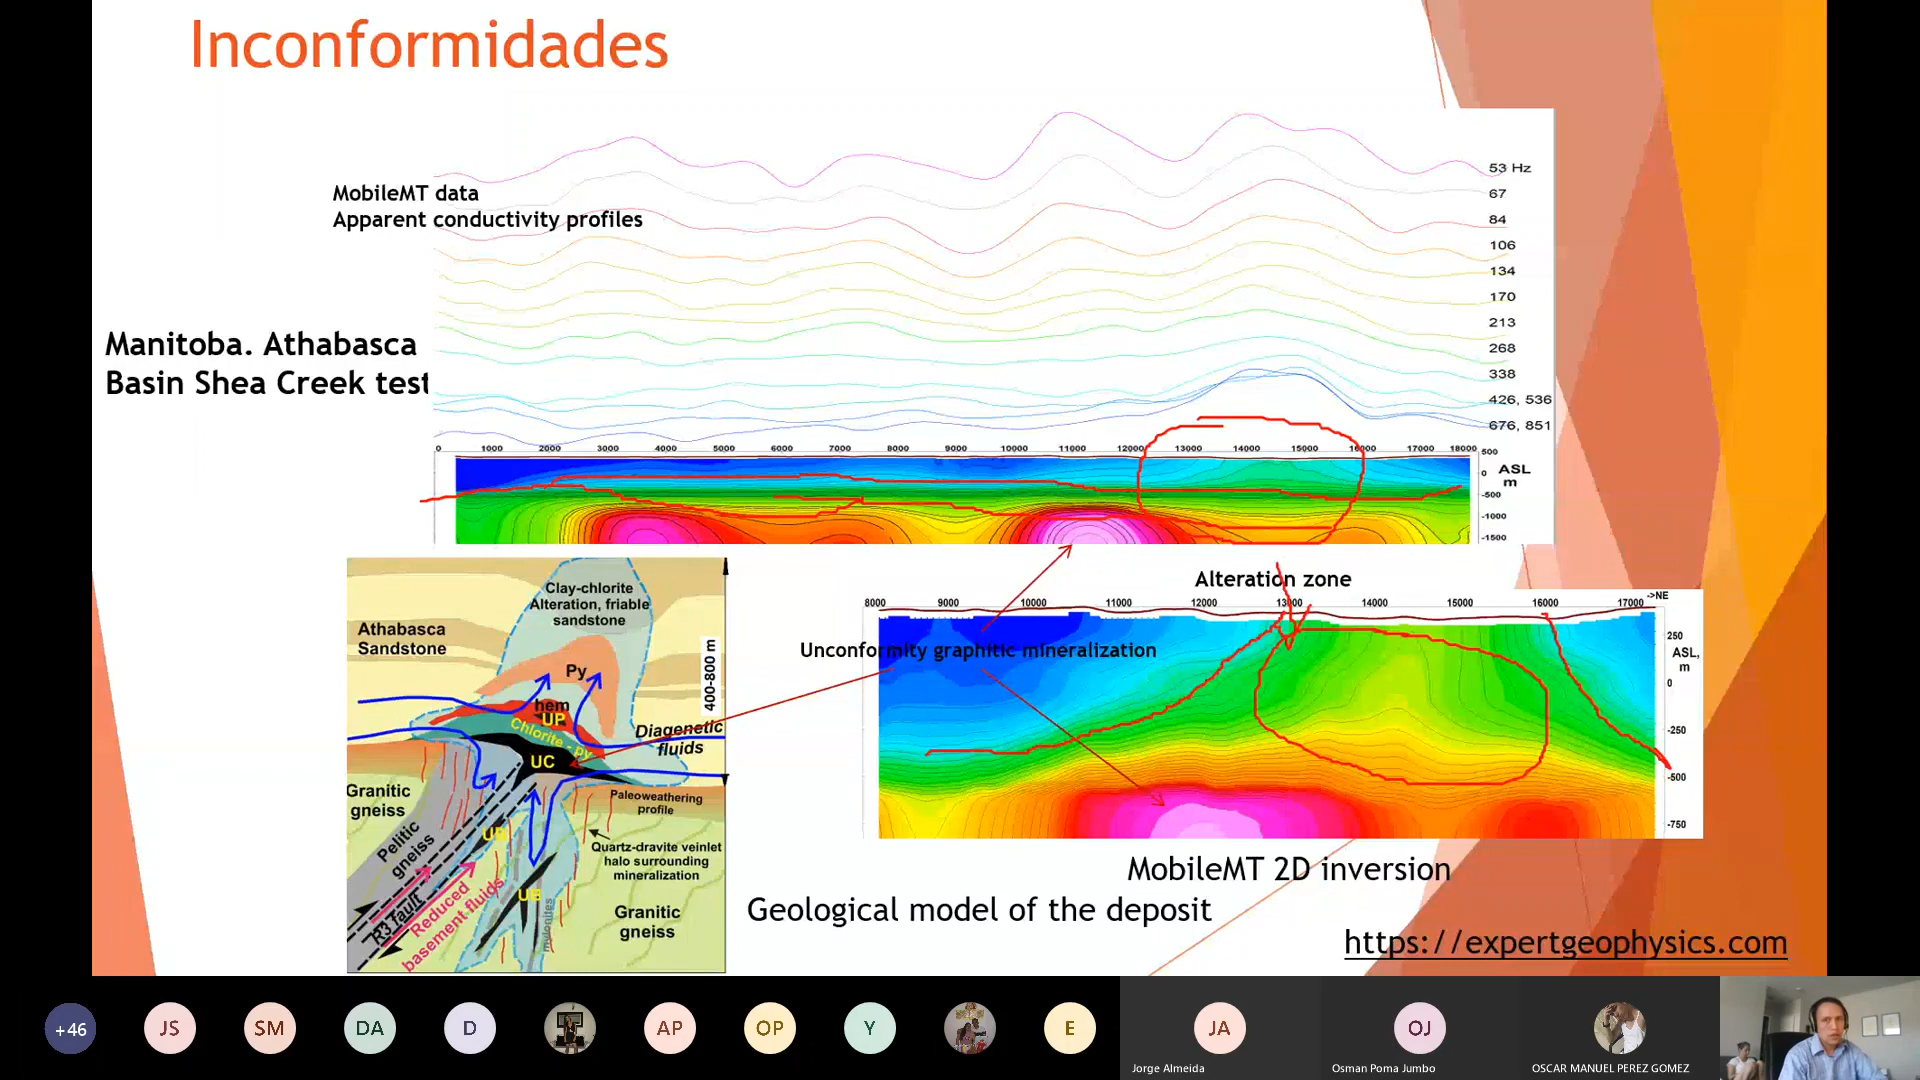 Inconformidades
MobileMT data
Apparent conductivity profiles
53 Hz
67
84
106
134
170
213
268
338
426, 536
676, 851
Manitoba. Athabasca
Basin Shea Creek test
0 1000 2000 3000 4000 5000 6000 7000 8000 9000 10000 11000 12000 13000 14000 15000 16000 17000 18000
500
0
-500
-1000
-1500
ASL
m
Clay-chlorite
Alteration, friable
sandstone
Athabasca
Sandstone
Py
hem
UP
Chlorite - py
UC
400-800 m
Diagenetic
fluids
Granitic
gneiss
Paleoweathering
profile
Pelitic
gneiss
UB
Quartz-dravite veinlet
halo surrounding
mineralization
R3 fault
Reduced
basement fluids
UB
mylonites
Granitic
gneiss
Alteration zone
8000 9000 10000 11000 12000 13000 14000 15000 16000 17000
->NE
Unconformity graphitic mineralization
250
ASL,
m
0
-250
-500
-750
MobileMT 2D inversion
Geological model of the deposit
https://expertgeophysics.com
+46
JS
SM
DA
D
AP
OP
Y
E
JA
OJ
Jorge Almeida
Osman Poma Jumbo
OSCAR MANUEL PEREZ GOMEZ